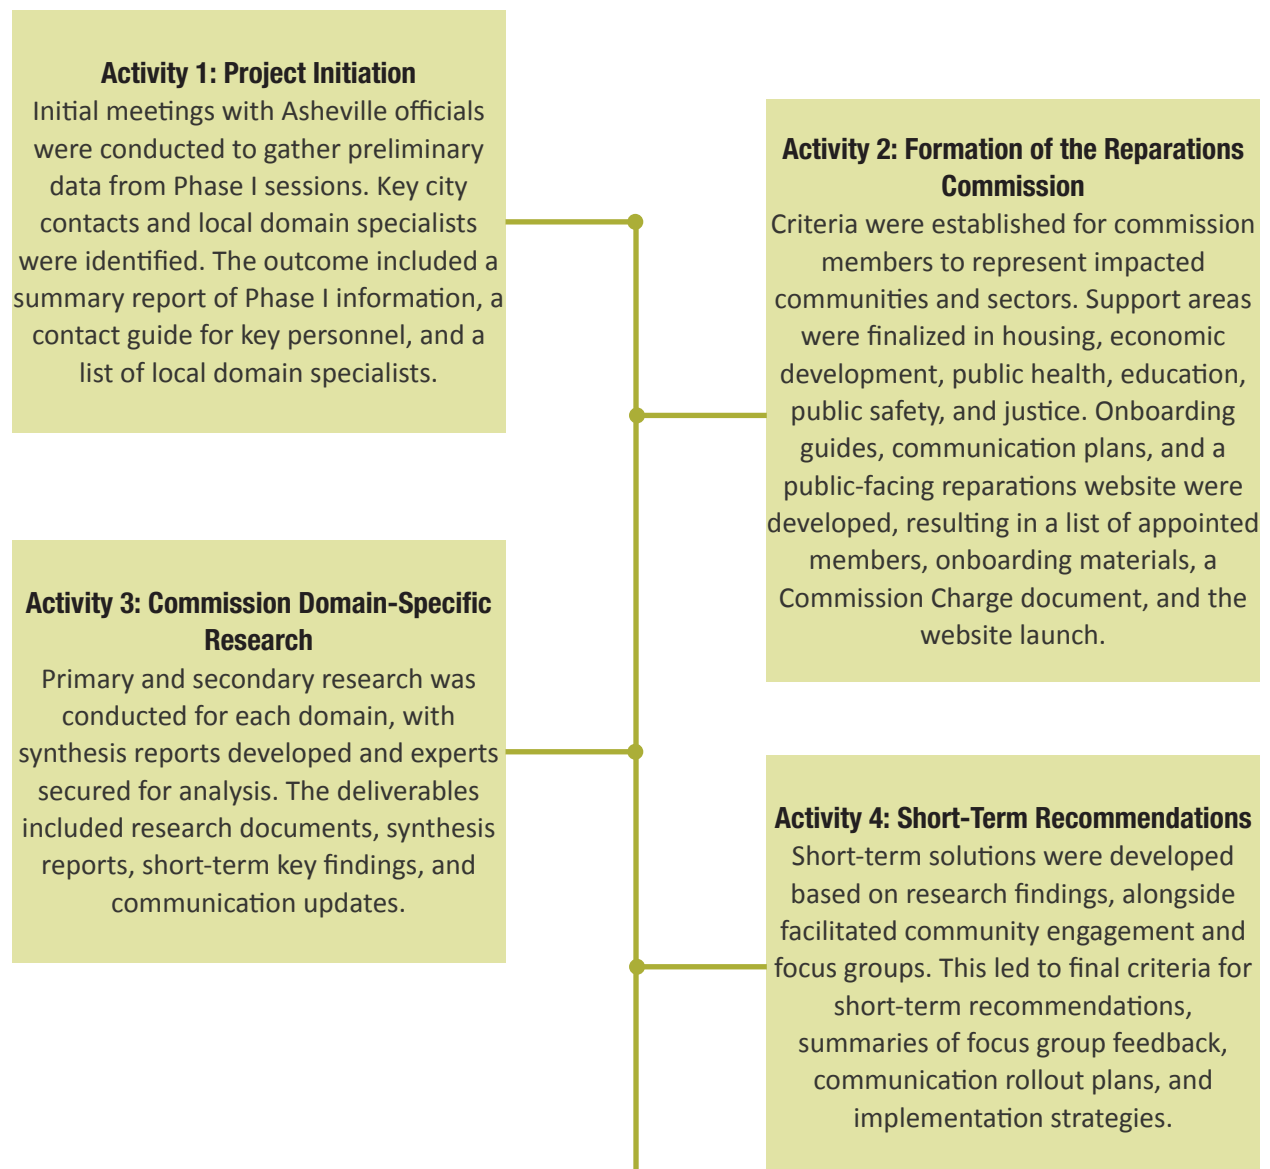 Activity 1: Project Initiation
Initial meetings with Asheville officials
were conducted to gather preliminary
data from Phase I sessions. Key city
contacts and local domain specialists
were identified. The outcome included a
summary report of Phase I information, a
contact guide for key personnel, and a
list of local domain specialists.
Activity 2: Formation of the Reparations
Commission
Criteria were established for commission
members to represent impacted
communities and sectors. Support areas
were finalized in housing, economic
development, public health, education,
public safety, and justice. Onboarding
guides, communication plans, and a
public-facing reparations website were
developed, resulting in a list of appointed
members, onboarding materials, a
Commission Charge document, and the
website launch.
Activity 3: Commission Domain-Specific
Research
Primary and secondary research was
conducted for each domain, with
synthesis reports developed and experts
secured for analysis. The deliverables
included research documents, synthesis
reports, short-term key findings, and
communication updates.
Activity 4: Short-Term Recommendations
Short-term solutions were developed
based on research findings, alongside
facilitated community engagement and
focus groups. This led to final criteria for
short-term recommendations,
summaries of focus group feedback,
communication rollout plans, and
implementation strategies.